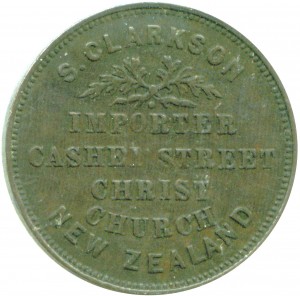 S. CLARKSON
IMPORTER
CASHEL STREET
CHRIST
CHURCH
NEW ZEALAND